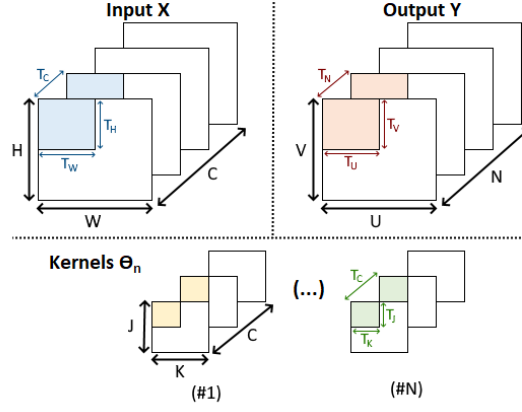 Input X
Output Y
T_C
T_N
H
T_H
T_W
C
W
V
T_V
T_U
N
U
Kernels Θ_n
(...)
T_C
J
T_J
T_K
C
K
(#1)
(#N)